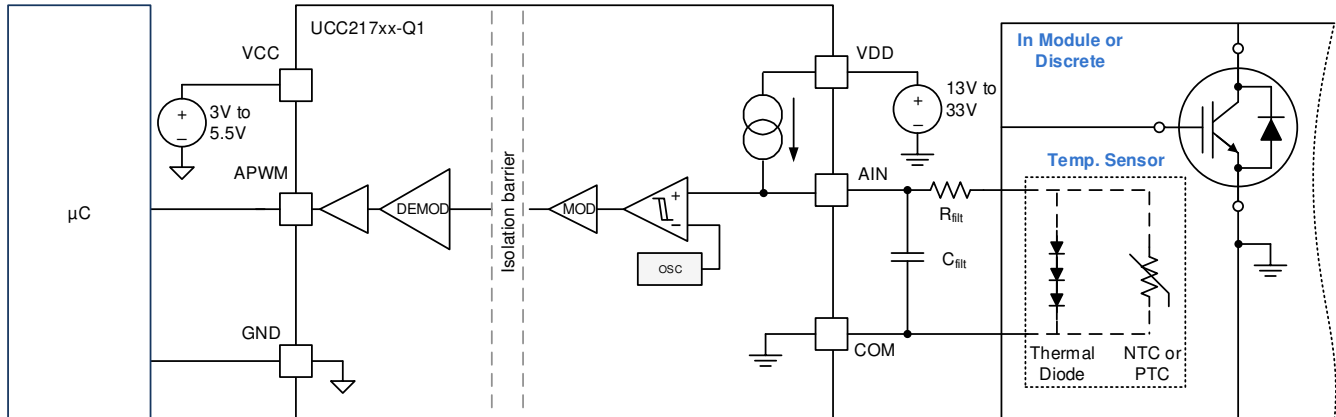 UCC217xx-Q1
In Module or
Discrete
VCC
VDD
+
−
3V to
5.5V
+
−
13V to
33V
Temp. Sensor
APWM
AIN
µC
DEMOD
Isolation barrier
MOD
+
−
OSC
Rfilt
Cfilt
GND
COM
Thermal
Diode
NTC or
PTC